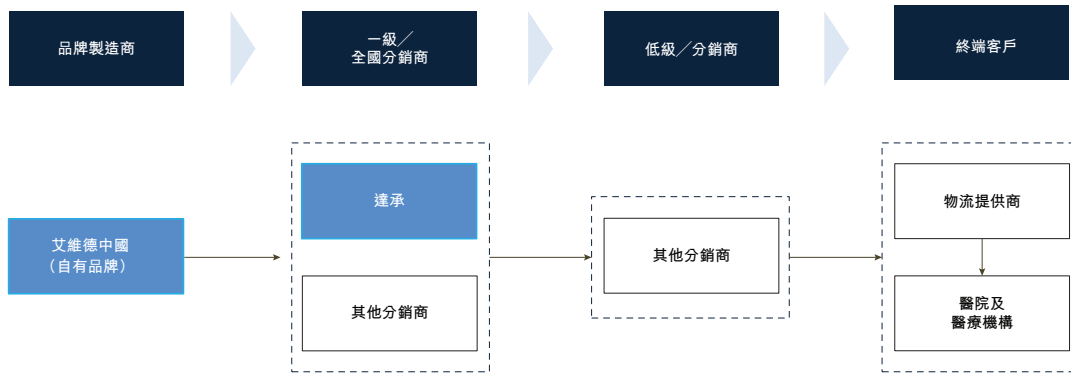 品牌製造商
一級╱
全國分銷商
低級╱分銷商
終端客戶
艾維德中國
（自有品牌）
達承
其他分銷商
其他分銷商
物流提供商
醫院及
醫療機構